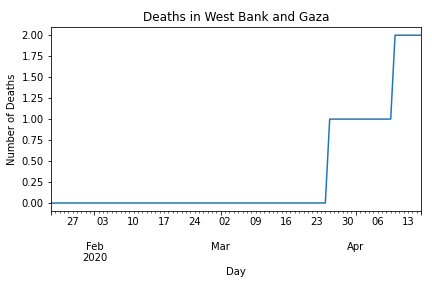 Deaths in West Bank and Gaza
2.00
1.75
1.50
1.25
1.00
0.75
0.50
0.25
0.00
Number of Deaths
27 03 10 17 24 02 09 16 23 30 06 13
Feb Mar Apr
2020
Day